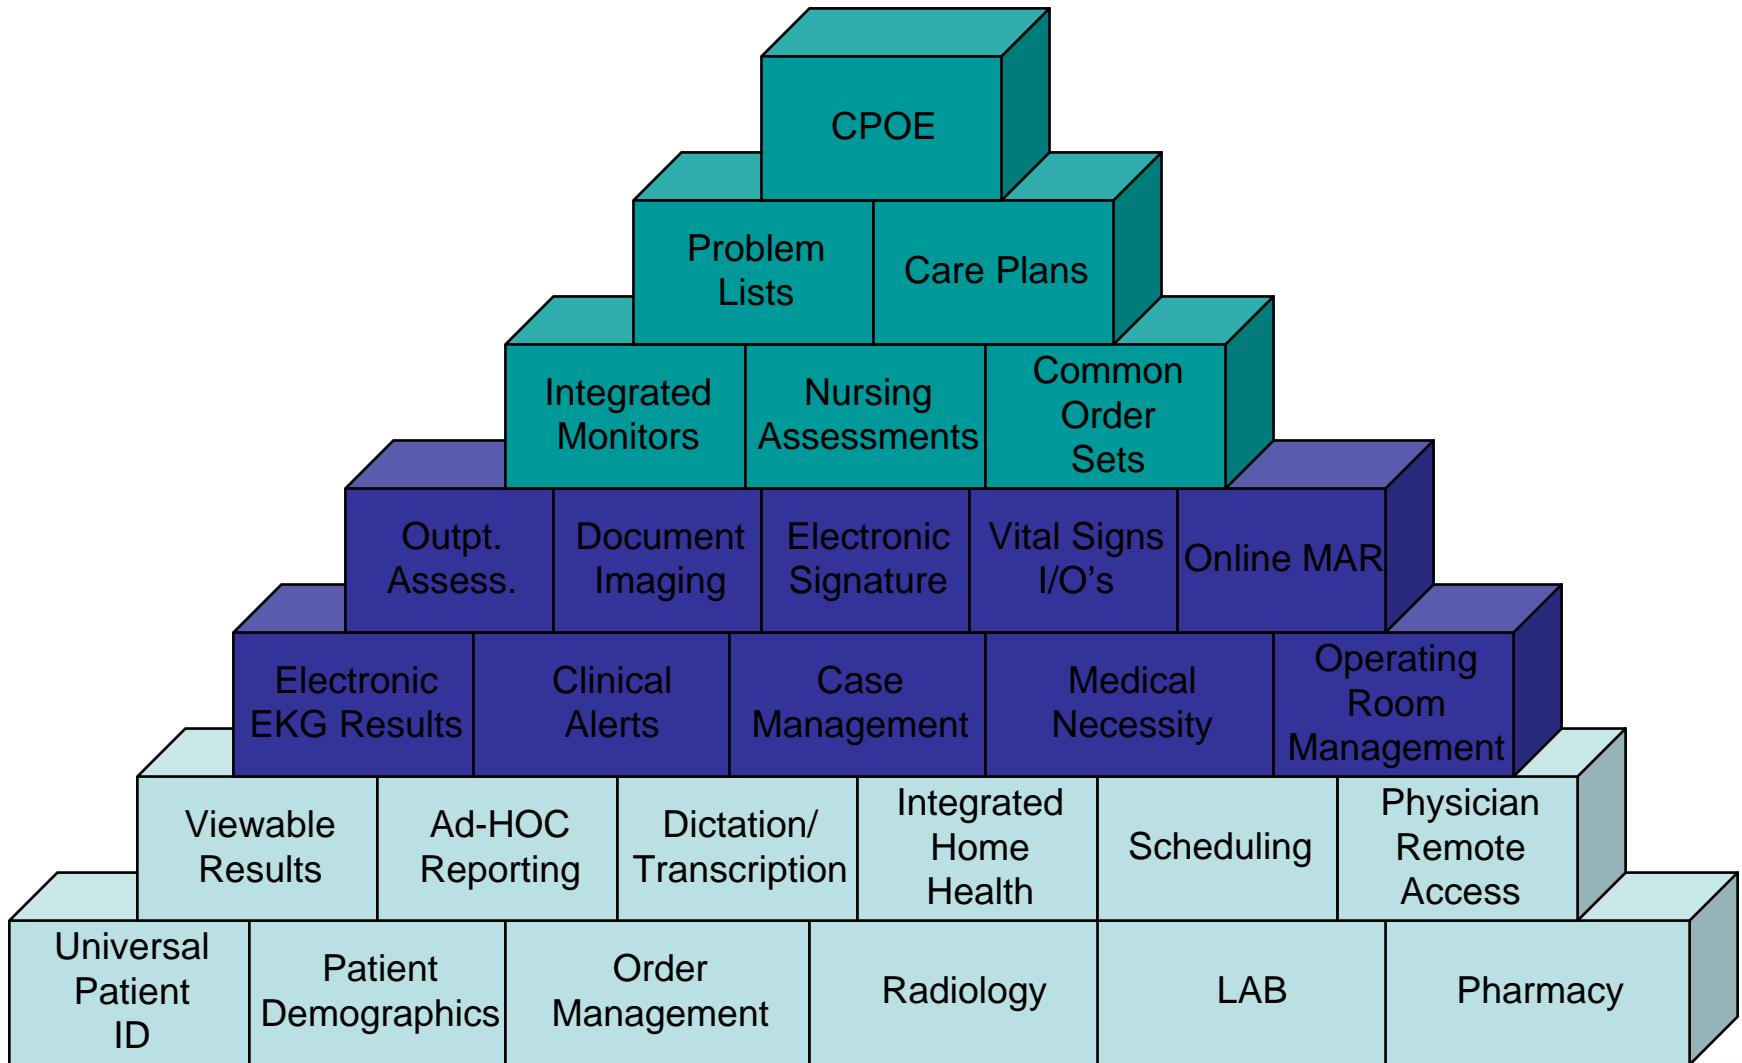 CPOE
Problem
Lists
Care Plans
Integrated
Monitors
Nursing
Assessments
Common
Order
Sets
Outpt.
Assess.
Document
Imaging
Electronic
Signature
Vital Signs
I/O’s
Online MAR
Electronic
EKG Results
Clinical
Alerts
Case
Management
Medical
Necessity
Operating
Room
Management
Viewable
Results
Ad-HOC
Reporting
Dictation/
Transcription
Integrated
Home
Health
Scheduling
Physician
Remote
Access
Universal
Patient
ID
Patient
Demographics
Order
Management
Radiology
LAB
Pharmacy